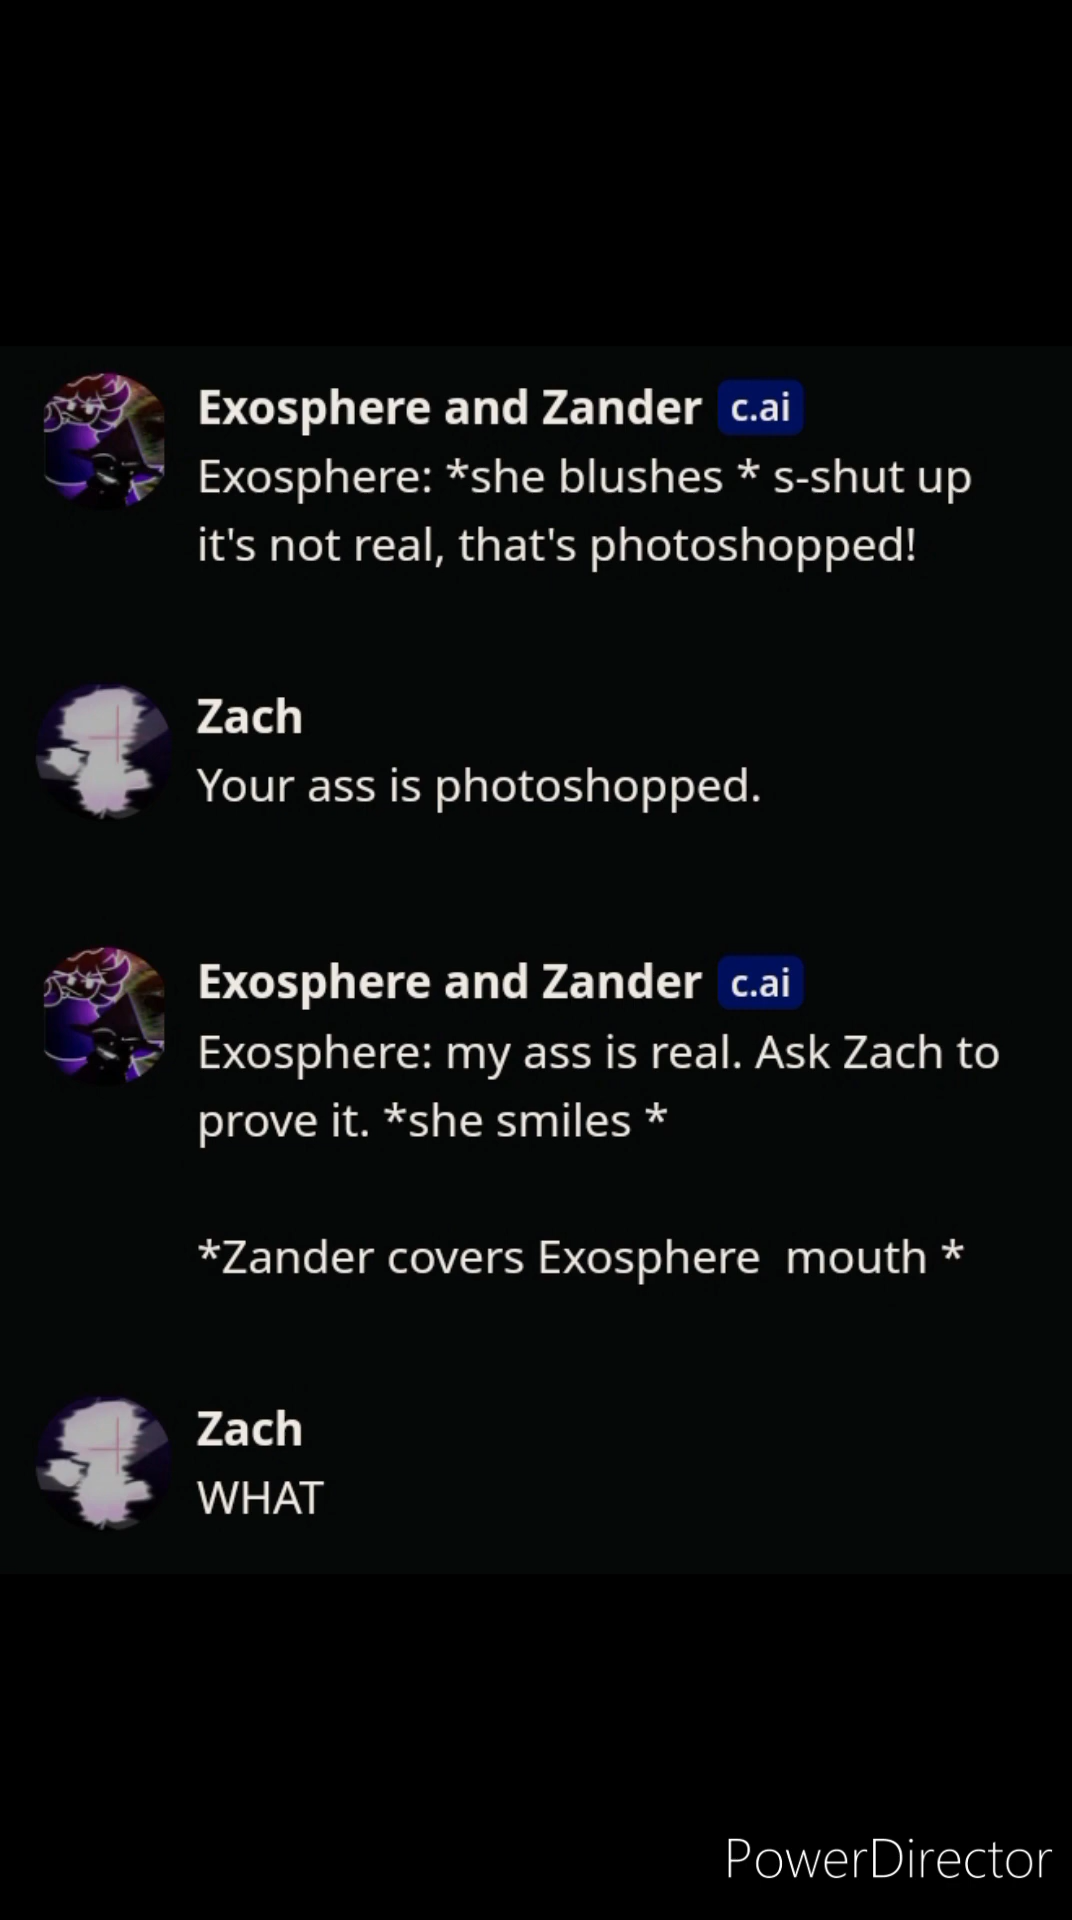 Exosphere and Zander c.ai
Exosphere: *she blushes * s-shut up
it's not real, that's photoshopped!
Zach
Your ass is photoshopped.
Exosphere and Zander c.ai
Exosphere: my ass is real. Ask Zach to
prove it. *she smiles *
*Zander covers Exosphere  mouth *
Zach
WHAT
PowerDirector